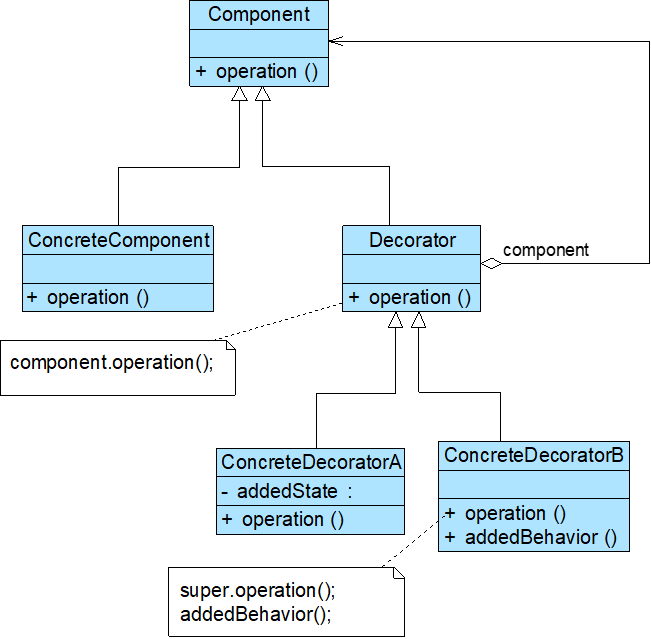 Component
+ operation ()
ConcreteComponent
+ operation ()
Decorator
+ operation ()
component
component.operation();
ConcreteDecoratorA
- addedState :
+ operation ()
ConcreteDecoratorB
+ operation ()
+ addedBehavior ()
super.operation();
addedBehavior();